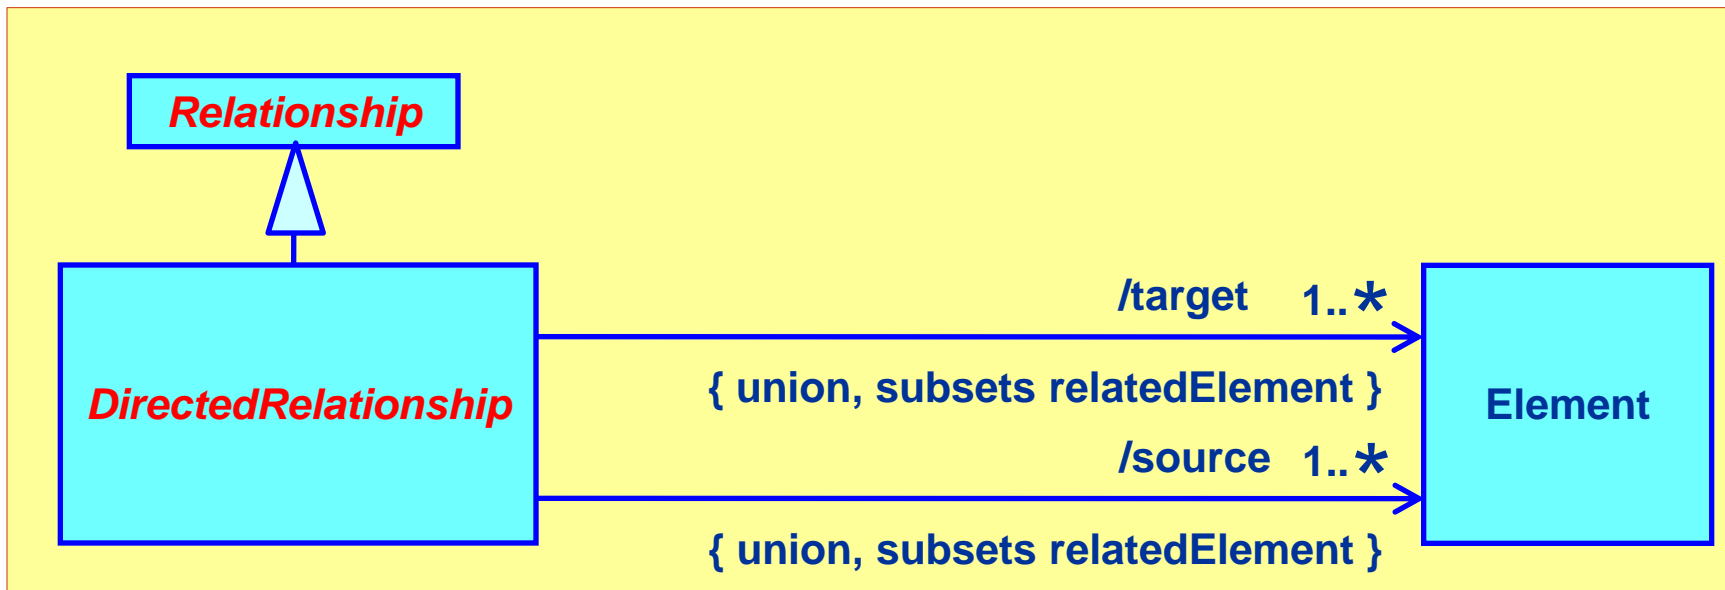 Relationship
/target 1..*
{ union, subsets relatedElement }
DirectedRelationship
Element
/source 1..*
{ union, subsets relatedElement }